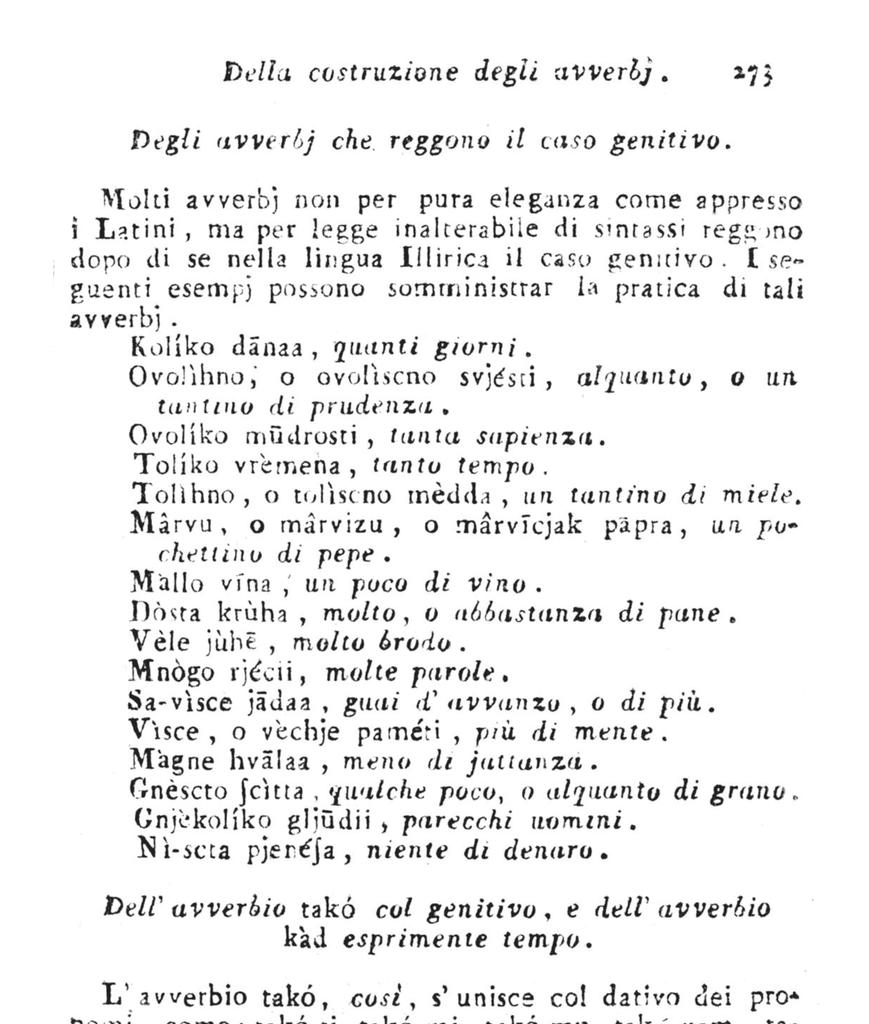 Della costruzione degli avverbj. 273
Degli avverbj che reggono il caso genitivo.
Molti avverbj non per pura eleganza come appresso
i Latini, ma per legge inalterabile di sintassi reggono
dopo di se nella lingua Illirica il caso genitivo. I se-
guenti esempj possono somministrar la pratica di tali
avverbj.
Kolíko dānaa, quanti giorni.
Ovolìhno, o ovolìscno svjésti, alquanto, o un
tantino di prudenza.
Ovolíko mūdrosti, tanta sapienza.
Tolíko vrèmena, tanto tempo.
Tolìhno, o tolìscno mèdda, un tantino di miele.
Mârvu, o mârvizu, o mârvīcjak pāpra, un po-
chettino di pepe.
Màllo vīna, un poco di vino.
Dòsta krùha, molto, o abbastanza di pane.
Vèle jùhē, molto brodo.
Mnògo rjécii, molte parole.
Sa-vìsce jādaa, guai d' avvanzo, o di più.
Vìsce, o vèchje paméti, più di mente.
Màgne hvālaa, meno di jattanza.
Gnèscto ſcìtta, qualche poco, o alquanto di grano.
Gnjèkolíko gljūdii, parecchi uomini.
Nì-scta pjenéſa, niente di denaro.
Dell' avverbio takó col genitivo, e dell' avverbio
kàd esprimente tempo.
L' avverbio takó, così, s' unisce col dativo dei pro-